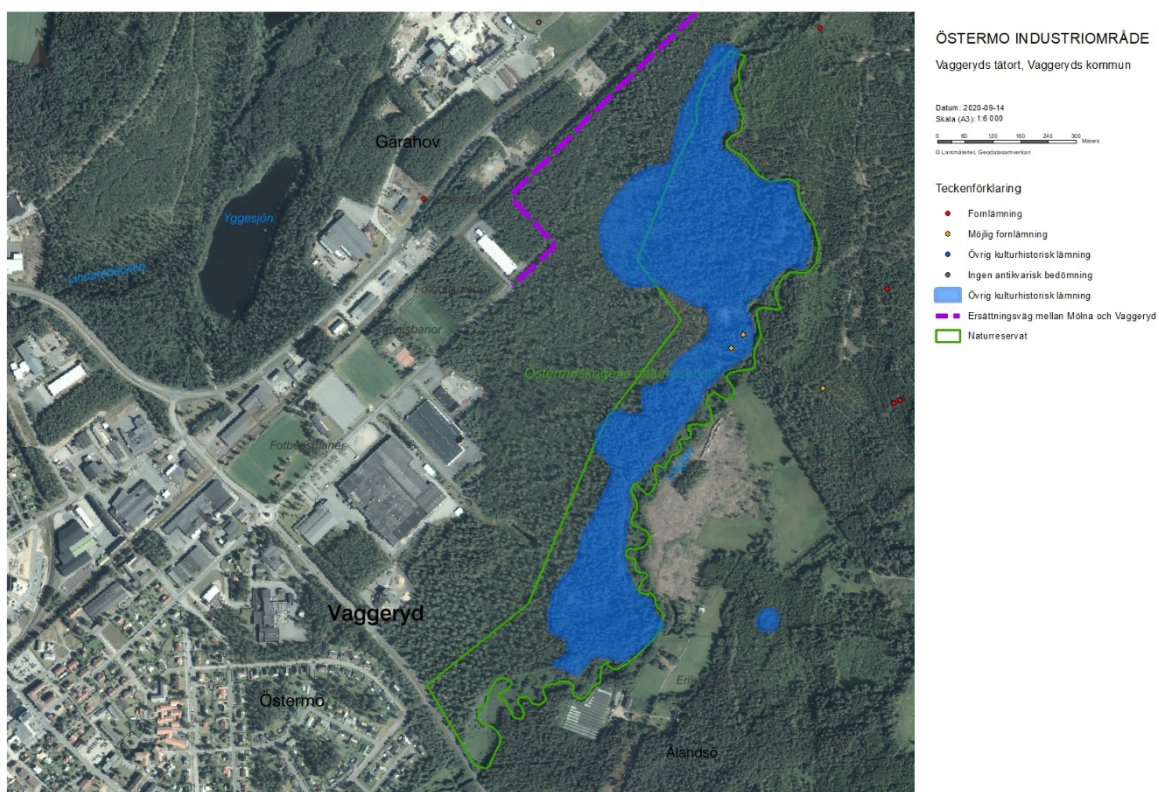 ÖSTERMO INDUSTRIOMRÅDE
Vaggeryds tätort, Vaggeryds kommun
Datum: 2020-09-14
Skala (A3): 1:6 000
0 60 120 180 240 300 Meters
© Lantmäteriet, Geodatasamverkan
Teckenförklaring
Fornlämning
Möjlig fornlämning
Övrig kulturhistorisk lämning
Ingen antikvarisk bedömning
Övrig kulturhistorisk lämning
Ersättningsväg mellan Mölna och Vaggeryd
Naturreservat
N
Gärahov
Yggesjön
Fotbollsplaner
Vaggeryd
Östermo
Ålandsö